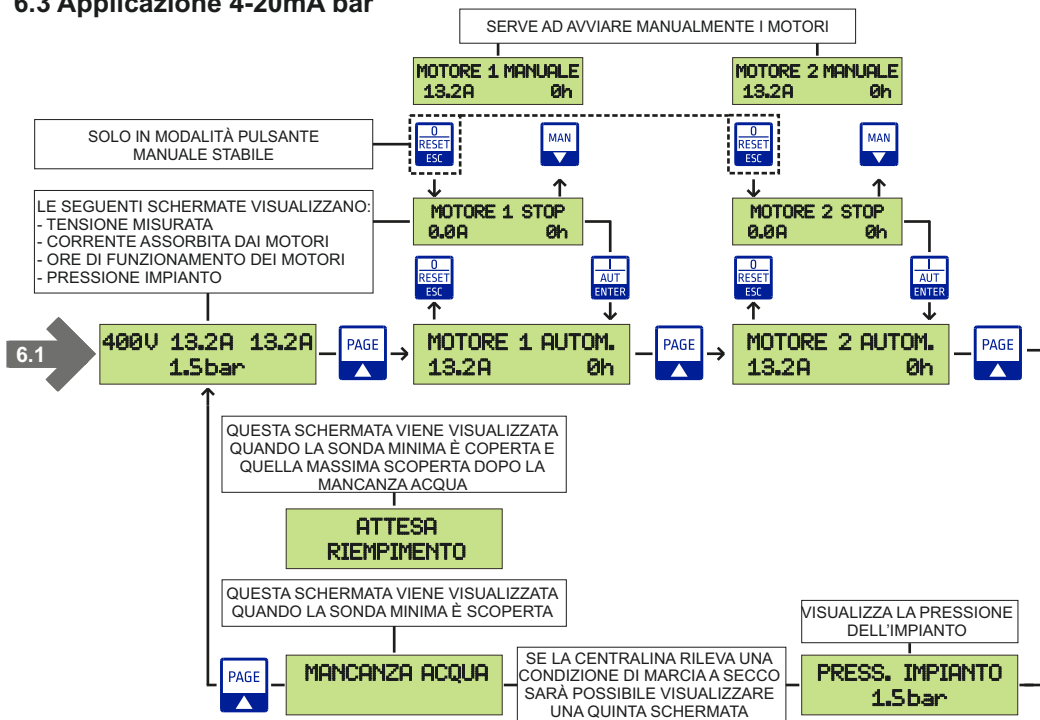 6.3 Applicazione 4-20mA bar
SERVE AD AVVIARE MANUALMENTE I MOTORI
MOTORE 1 MANUALE
13.2A 0h
MOTORE 2 MANUALE
13.2A 0h
SOLO IN MODALITÀ PULSANTE
MANUALE STABILE
0
RESET
ESC
MAN
0
RESET
ESC
MAN
LE SEGUENTI SCHERMATE VISUALIZZANO:
- TENSIONE MISURATA
- CORRENTE ASSORBITA DAI MOTORI
- ORE DI FUNZIONAMENTO DEI MOTORI
- PRESSIONE IMPIANTO
MOTORE 1 STOP
0.0A 0h
MOTORE 2 STOP
0.0A 0h
0
RESET
ESC
I
AUT
ENTER
0
RESET
ESC
I
AUT
ENTER
6.1
400V 13.2A 13.2A
1.5bar
PAGE
MOTORE 1 AUTOM.
13.2A 0h
PAGE
MOTORE 2 AUTOM.
13.2A 0h
PAGE
QUESTA SCHERMATA VIENE VISUALIZZATA
QUANDO LA SONDA MINIMA È COPERTA E
QUELLA MASSIMA SCOPERTA DOPO LA
MANCANZA ACQUA
ATTESA
RIEMPIMENTO
QUESTA SCHERMATA VIENE VISUALIZZATA
QUANDO LA SONDA MINIMA È SCOPERTA
VISUALIZZA LA PRESSIONE
DELL'IMPIANTO
PAGE
MANCANZA ACQUA
SE LA CENTRALINA RILEVA UNA
CONDIZIONE DI MARCIA A SECCO
SARÀ POSSIBILE VISUALIZZARE
UNA QUINTA SCHERMATA
PRESS. IMPIANTO
1.5bar